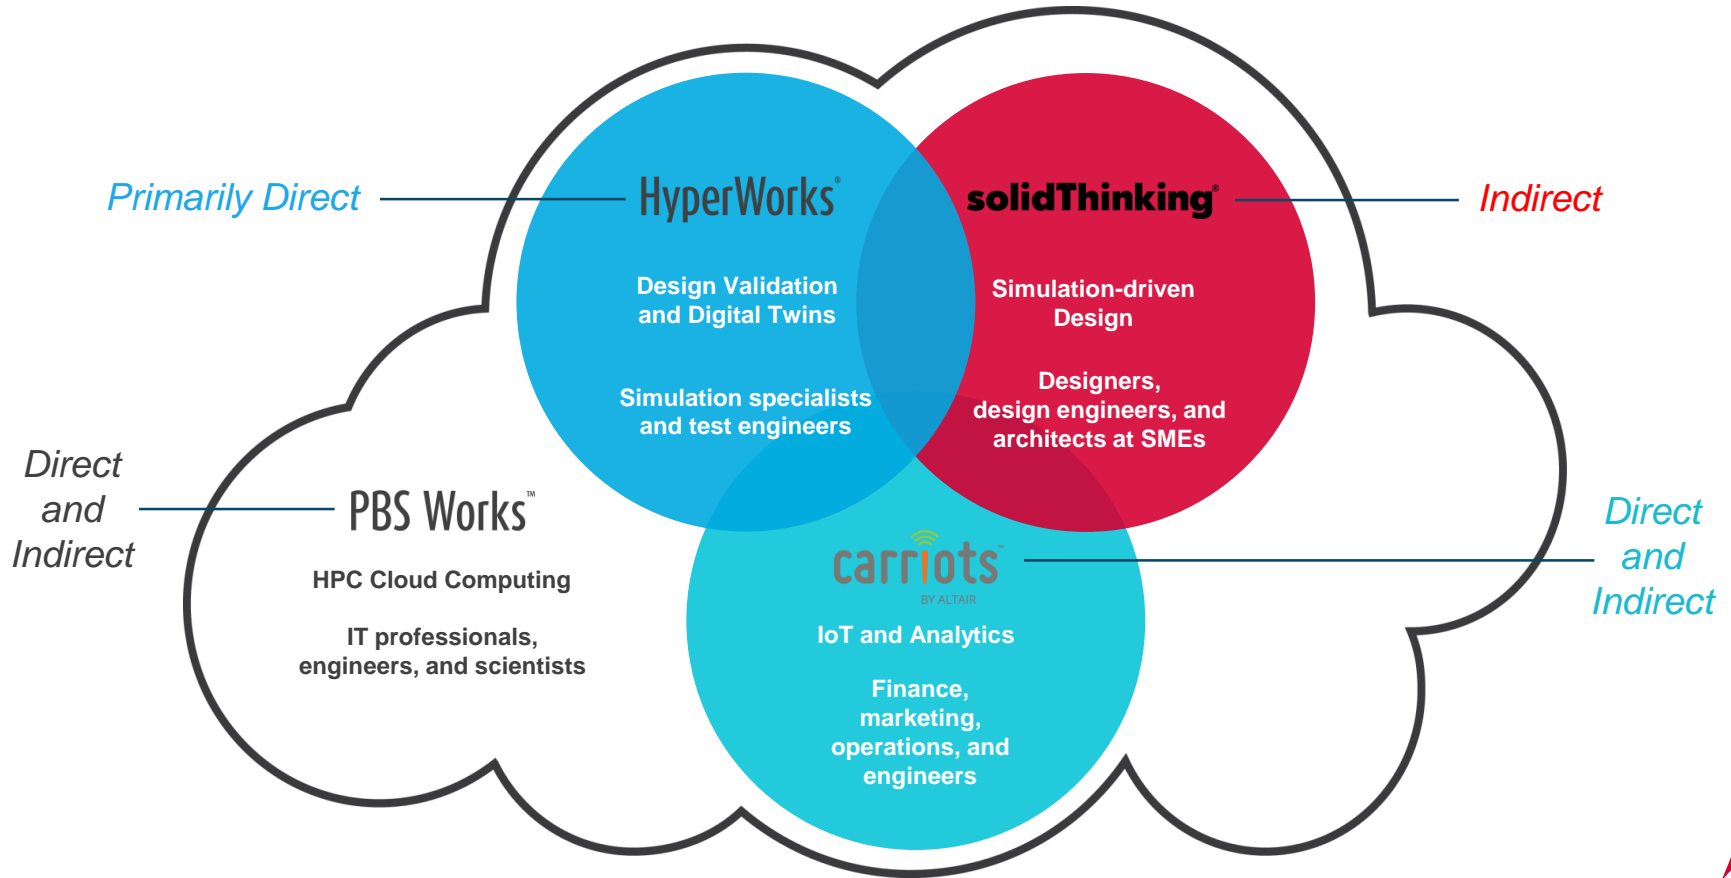 Primarily Direct
HyperWorks®
Design Validation
and Digital Twins
Simulation specialists
and test engineers
solidThinking®
Indirect
Simulation-driven
Design
Designers,
design engineers, and
architects at SMEs
Direct
and
Indirect
PBS Works™
HPC Cloud Computing
IT professionals,
engineers, and scientists
carriots™
BY ALTAIR
IoT and Analytics
Finance,
marketing,
operations, and
engineers
Direct
and
Indirect